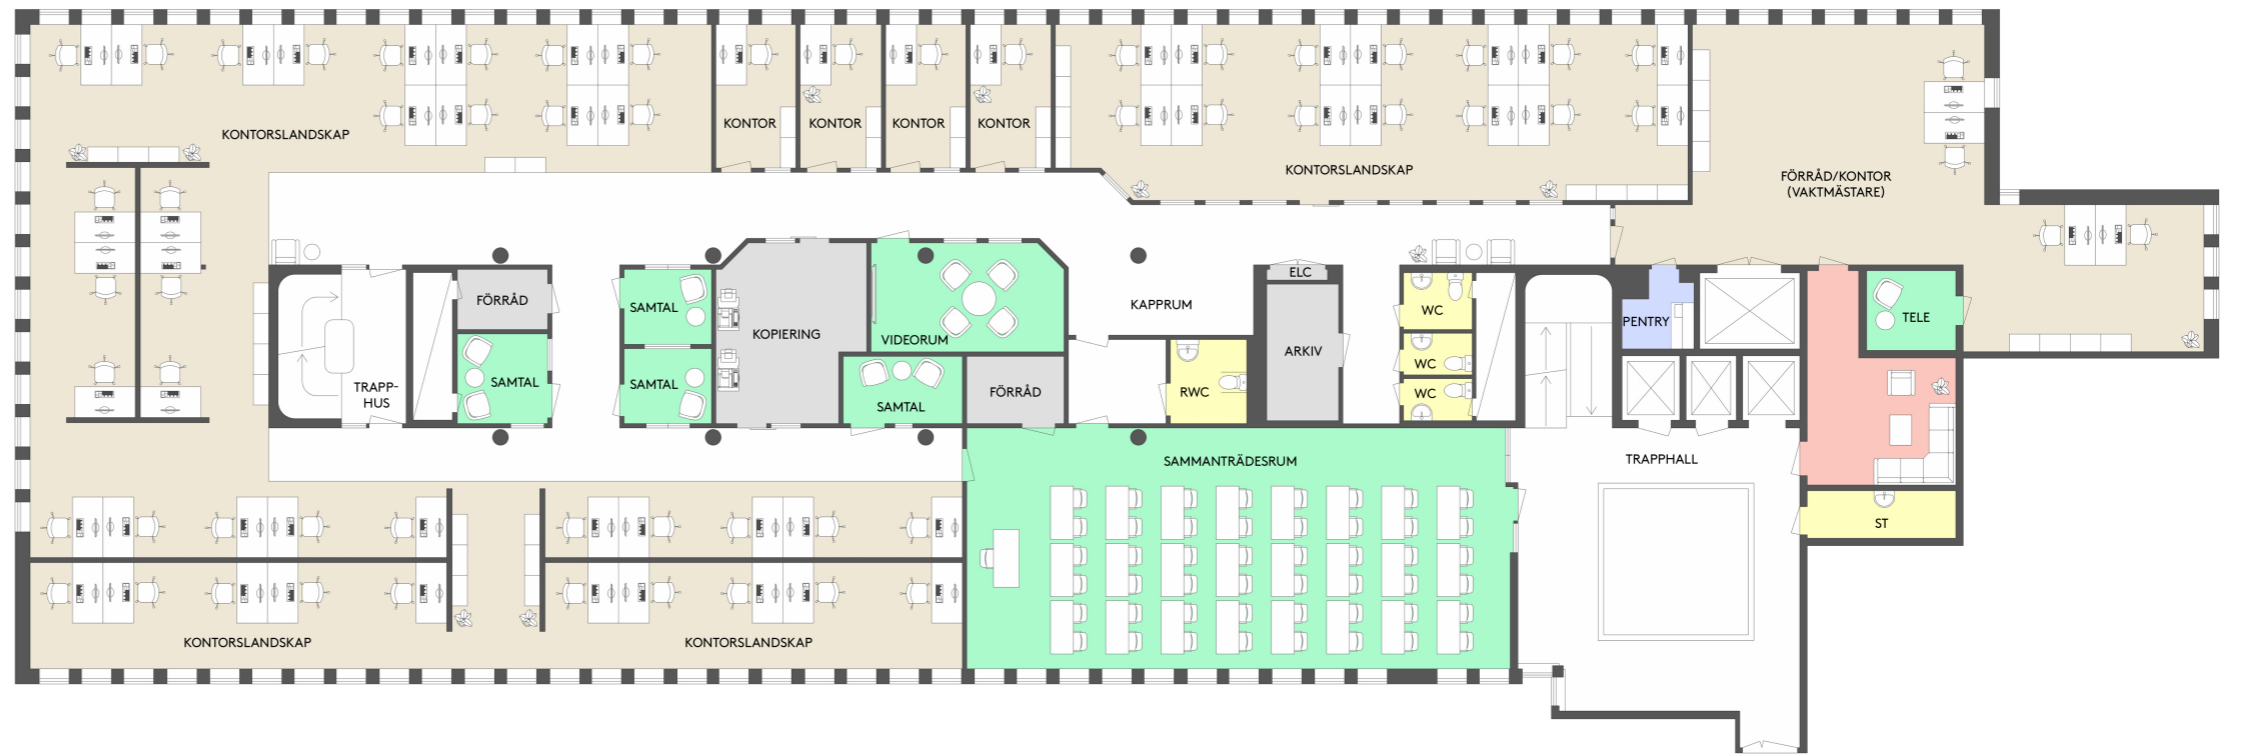 KONTORSLANDSKAP
KONTOR
KONTOR
KONTOR
KONTOR
KONTORSLANDSKAP
FÖRRÅD/KONTOR
(VAKTMÄSTARE)
FÖRRÅD
SAMTAL
KOPIERING
VIDEORUM
KAPPRUM
ELC
WC
PENTRY
TELE
TRAPP-
HUS
SAMTAL
SAMTAL
SAMTAL
FÖRRÅD
RWC
ARKIV
WC
WC
SAMMANTRÄDESRUM
TRAPPHALL
ST
KONTORSLANDSKAP
KONTORSLANDSKAP